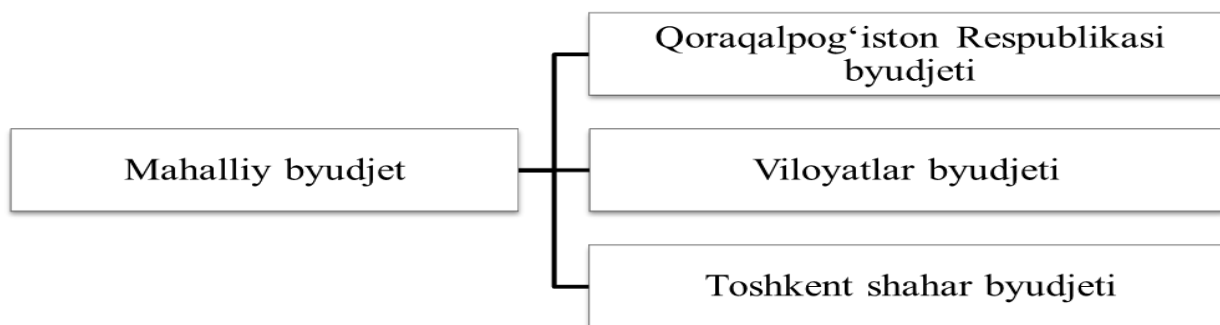 Qoraqalpog‘iston Respublikasi
byudjeti
Mahalliy byudjet
Viloyatlar byudjeti
Toshkent shahar byudjeti